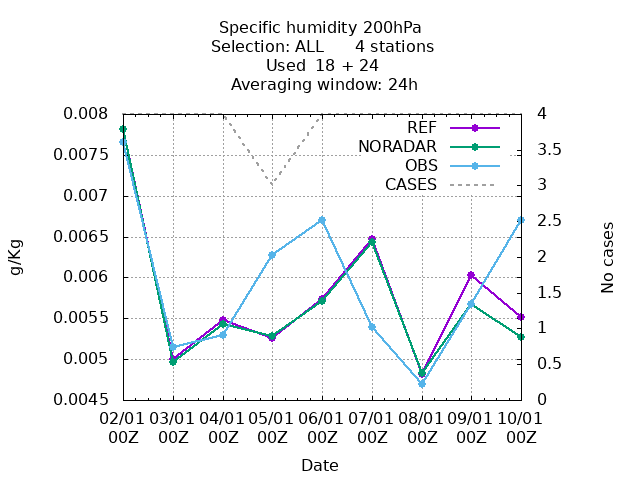 Specific humidity 200hPa
Selection: ALL 4 stations
Used 18 + 24
Averaging window: 24h
g/Kg
0.008
0.0075
0.007
0.0065
0.006
0.0055
0.005
0.0045
REF
NORADAR
OBS
CASES
4
3.5
3
2.5
2
1.5
1
0.5
0
No cases
02/01 03/01 04/01 05/01 06/01 07/01 08/01 09/01 10/01
00Z 00Z 00Z 00Z 00Z 00Z 00Z 00Z 00Z
Date